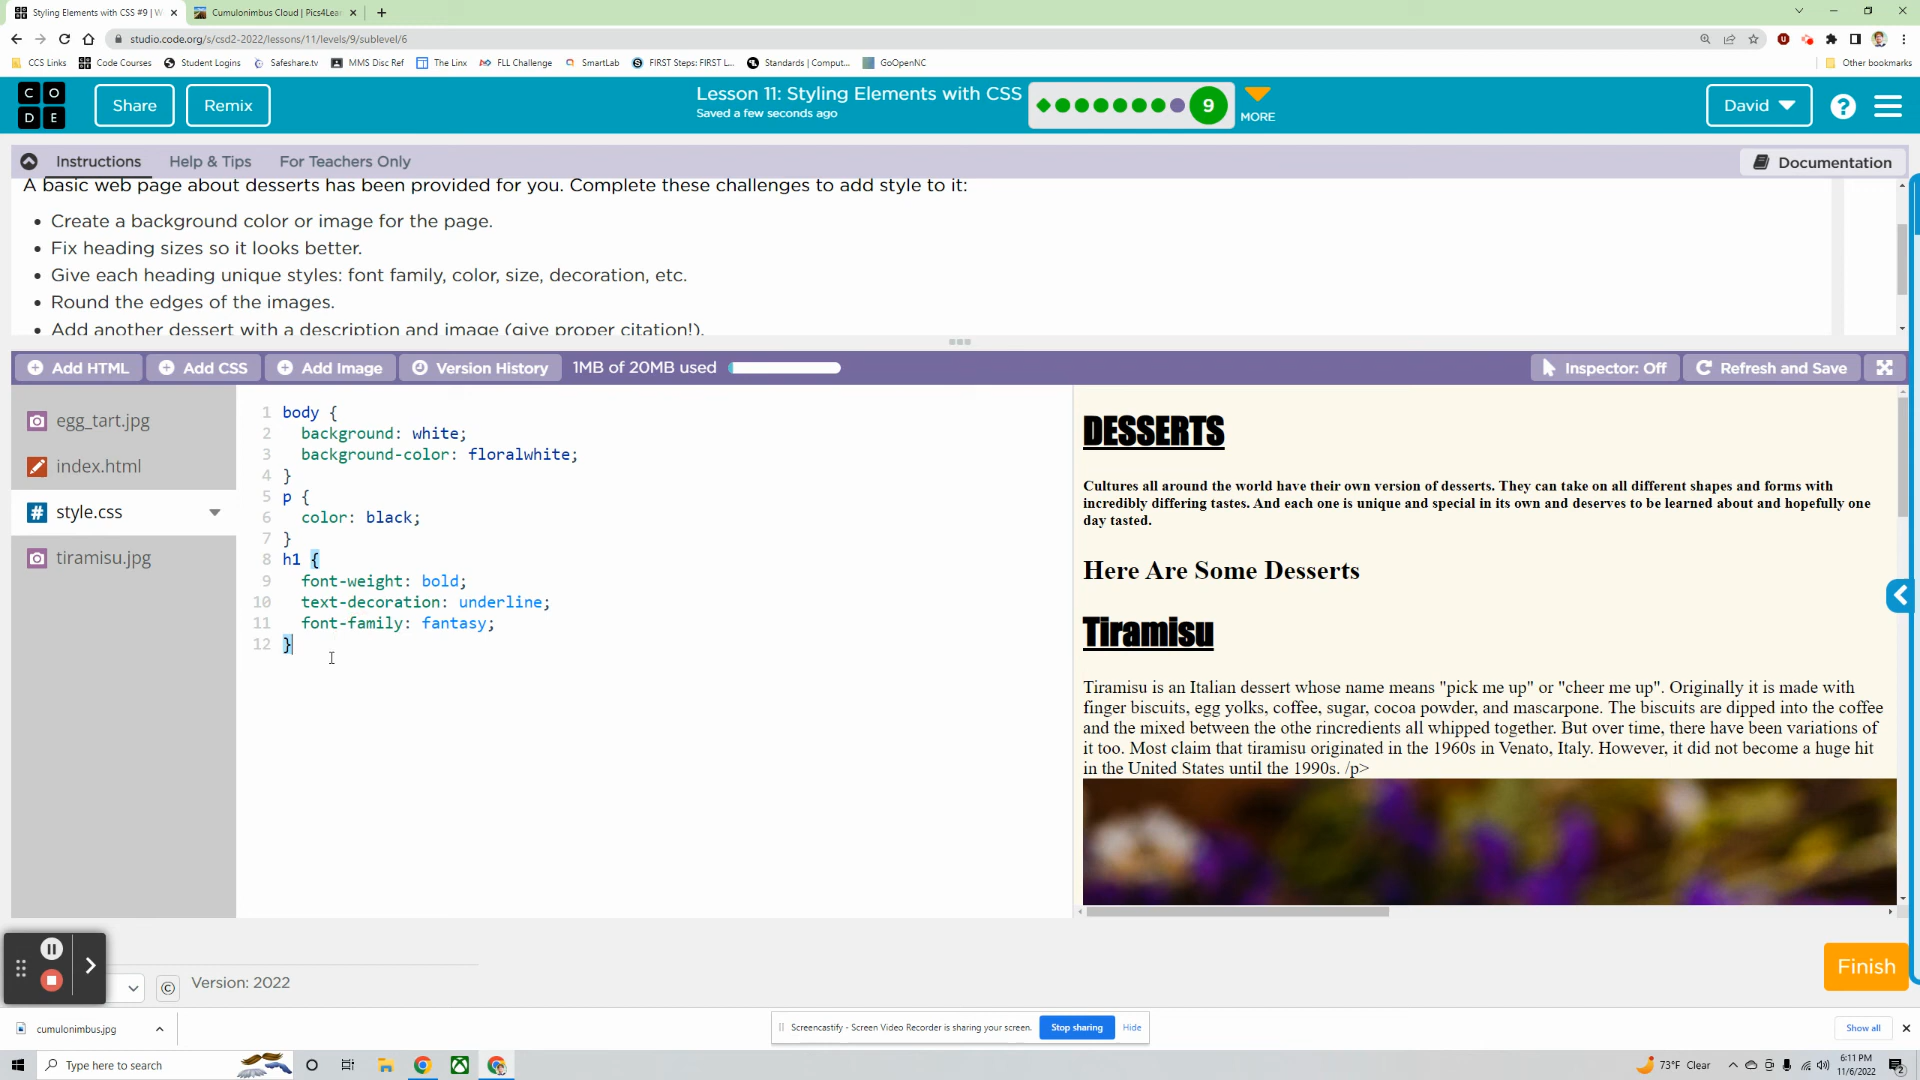 Styling Elements with CSS #9 | W
Cumulonimbus Cloud | Pics4Lear
studio.code.org/s/csd2-2022/lessons/11/levels/9/sublevel/6
CCS Links
Code Courses
Student Logins
Safeshare.tv
MMS Disc Ref
The Linx
FLL Challenge
SmartLab
FIRST Steps: FIRST L...
Standards | Comput...
GoOpenNC
Other bookmarks
C O
D E
Share
Remix
Lesson 11: Styling Elements with CSS
Saved a few seconds ago
9
MORE
David
?
Instructions
Help & Tips
For Teachers Only
Documentation
A basic web page about desserts has been provided for you. Complete these challenges to add style to it:
• Create a background color or image for the page.
• Fix heading sizes so it looks better.
• Give each heading unique styles: font family, color, size, decoration, etc.
• Round the edges of the images.
• Add another dessert with a description and image (give proper citation!).
Add HTML
Add CSS
Add Image
Version History
1MB of 20MB used
Inspector: Off
Refresh and Save
egg_tart.jpg
index.html
# style.css
tiramisu.jpg
1 body {
2 background: white;
3 background-color: floralwhite;
4 }
5 p {
6 color: black;
7 }
8 h1 {
9 font-weight: bold;
10 text-decoration: underline;
11 font-family: fantasy;
12 }
DESSERTS
Cultures all around the world have their own version of desserts. They can take on all different shapes and forms with
incredibly differing tastes. And each one is unique and special in its own and deserves to be learned about and hopefully one
day tasted.
Here Are Some Desserts
Tiramisu
Tiramisu is an Italian dessert whose name means "pick me up" or "cheer me up". Originally it is made with
finger biscuits, egg yolks, coffee, sugar, cocoa powder, and mascarpone. The biscuits are dipped into the coffee
and the mixed between the othe rincredients all whipped together. But over time, there have been variations of
it too. Most claim that tiramisu originated in the 1960s in Venato, Italy. However, it did not become a huge hit
in the United States until the 1990s. /p>
Finish
©
Version: 2022
cumulonimbus.jpg
Screencastify - Screen Video Recorder is sharing your screen.
Stop sharing
Hide
Show all
Type here to search
73°F Clear
6:11 PM
11/6/2022
2